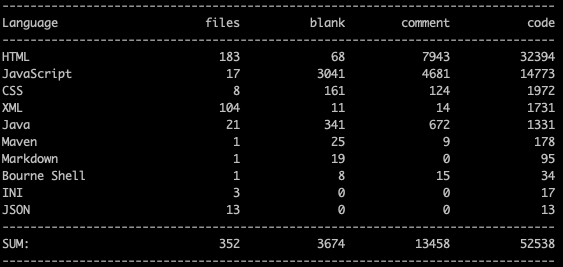 -------------------------------------------------------------------------------
Language                     files          blank        comment           code
-------------------------------------------------------------------------------
HTML                           183             68           7943          32394
JavaScript                      17           3041           4681          14773
CSS                              8            161            124           1972
XML                            104             11             14           1731
Java                            21            341            672           1331
Maven                            1             25              9            178
Markdown                         1             19              0             95
Bourne Shell                     1              8             15             34
INI                              3              0              0             17
JSON                            13              0              0             13
-------------------------------------------------------------------------------
SUM:                           352           3674          13458          52538
-------------------------------------------------------------------------------